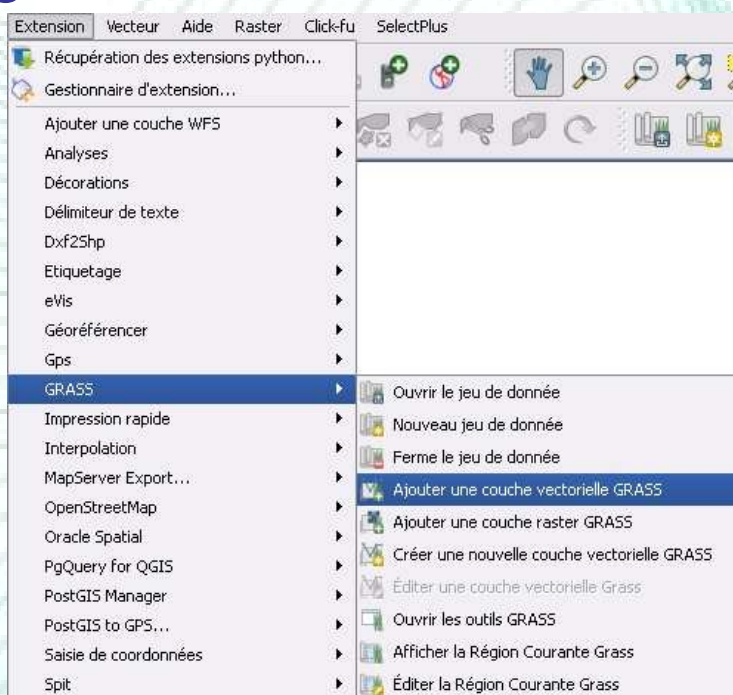 Extension Vecteur Aide Raster Click-fu SelectPlus
Récupération des extensions python...
Gestionnaire d'extension...
Ajouter une couche WFS
Analyses
Décorations
Délimiteur de texte
Dxf2Shp
Etiquetage
eVis
Géoréférencer
Gps
GRASS
Impression rapide
Interpolation
MapServer Export...
OpenStreetMap
Oracle Spatial
PgQuery for QGIS
PostGIS Manager
PostGIS to GPS...
Saisie de coordonnées
Spit
Ouvrir le jeu de donnée
Nouveau jeu de donnée
Ferme le jeu de donnée
Ajouter une couche vectorielle GRASS
Ajouter une couche raster GRASS
Créer une nouvelle couche vectorielle GRASS
Éditer une couche vectorielle Grass
Ouvrir les outils GRASS
Afficher la Région Courante Grass
Éditer la Région Courante Grass